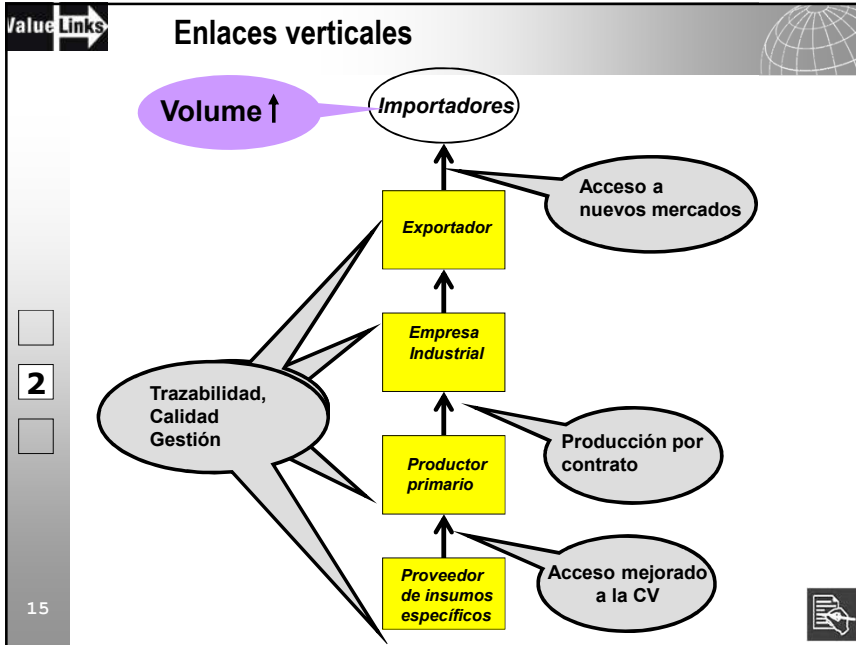 Value Links
Enlaces verticales
Volume ↑
Importadores
Acceso a
nuevos mercados
Exportador
Empresa
Industrial
2
Trazabilidad,
Calidad
Gestión
Producción por
contrato
Productor
primario
Proveedor
de insumos
específicos
Acceso mejorado
a la CV
15